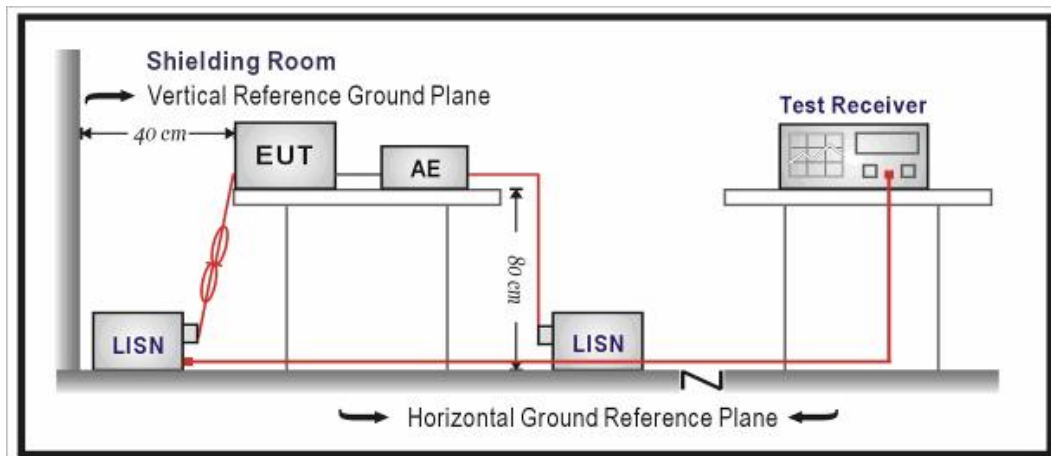 Shielding Room
Vertical Reference Ground Plane
Test Receiver
40 cm
EUT
AE
80 cm
LISN
LISN
Horizontal Ground Reference Plane